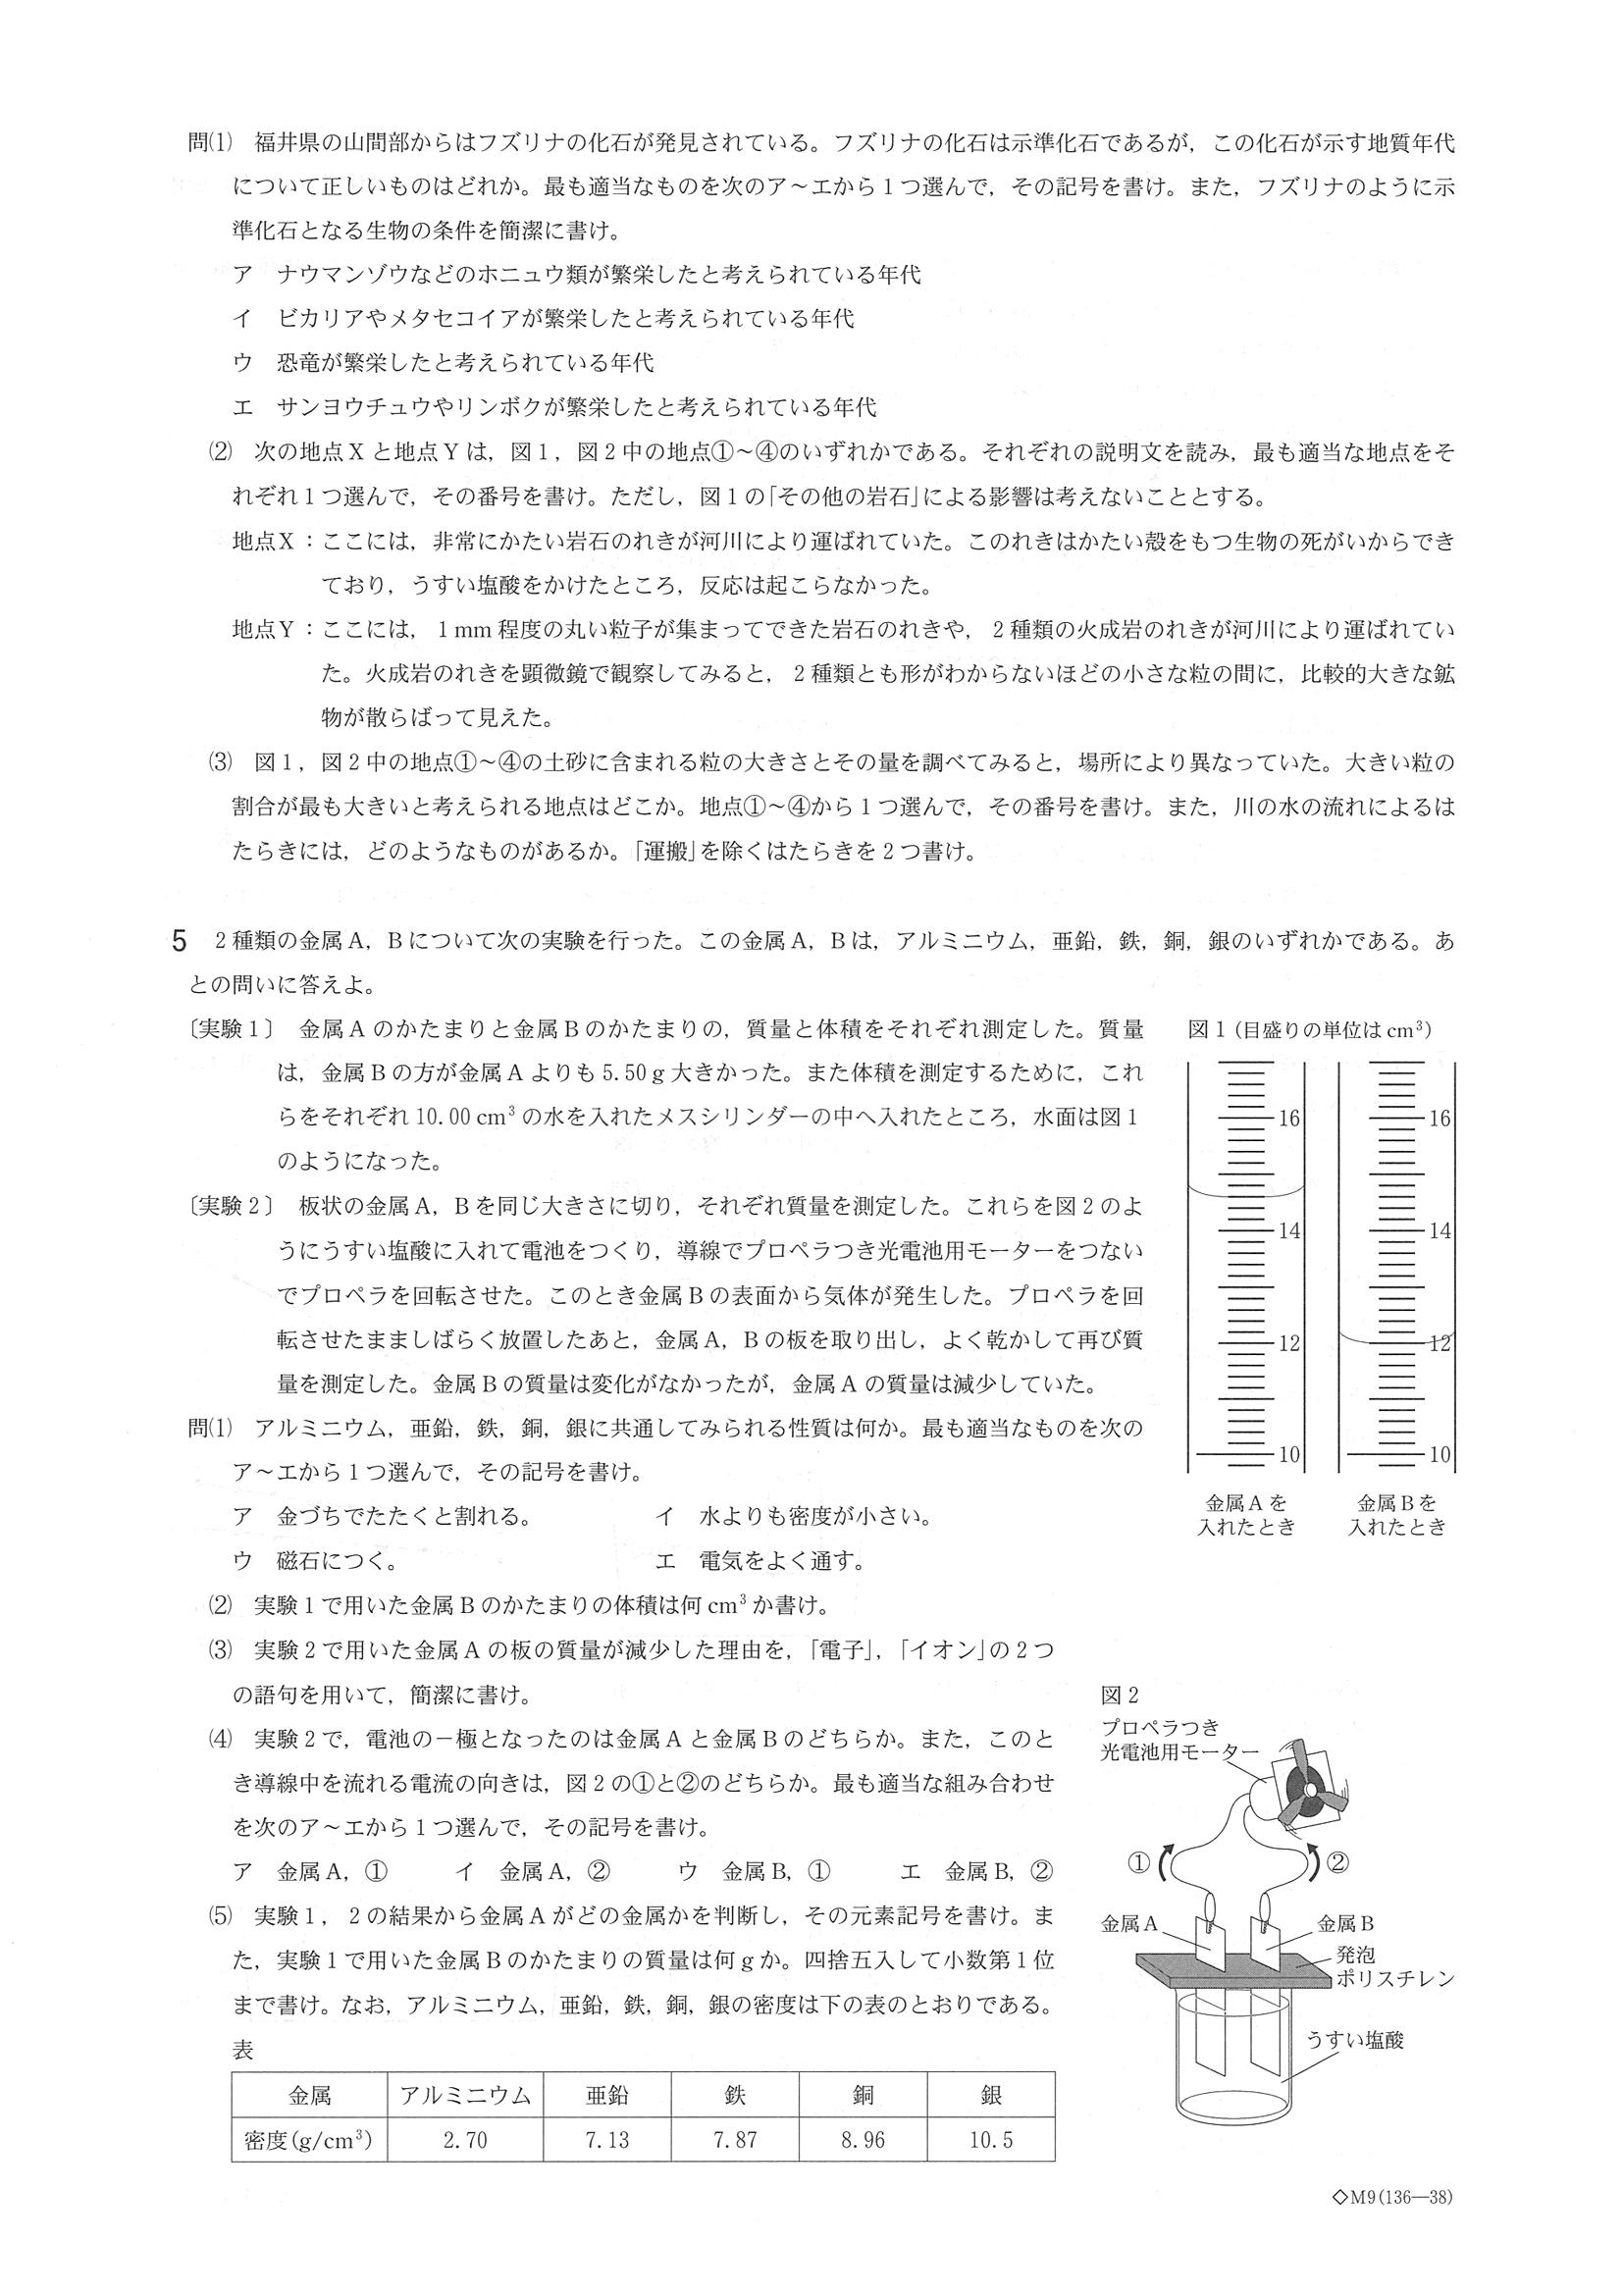 問⑴　福井県の山間部からはフズリナの化石が発見されている。フズリナの化石は示準化石であるが，この化石が示す地質年代
について正しいものはどれか。最も適当なものを次のア～エから１つ選んで，その記号を書け。また，フズリナのように示
準化石となる生物の条件を簡潔に書け。
ア　ナウマンゾウなどのホニュウ類が繁栄したと考えられている年代
イ　ビカリアやメタセコイアが繁栄したと考えられている年代
ウ　恐竜が繁栄したと考えられている年代
エ　サンヨウチュウやリンボクが繁栄したと考えられている年代
⑵　次の地点Ｘと地点Ｙは，図１，図２中の地点①～④のいずれかである。それぞれの説明文を読み，最も適当な地点をそ
れぞれ１つ選んで，その番号を書け。ただし，図１の｢その他の岩石｣による影響は考えないこととする。
地点Ｘ：ここには，非常にかたい岩石のれきが河川により運ばれていた。このれきはかたい殻をもつ生物の死がいからでき
ており，うすい塩酸をかけたところ，反応は起こらなかった。
地点Ｙ：ここには，１mm 程度の丸い粒子が集まってできた岩石のれきや，２種類の火成岩のれきが河川により運ばれてい
た。火成岩のれきを顕微鏡で観察してみると，２種類とも形がわからないほどの小さな粒の間に，比較的大きな鉱
物が散らばって見えた。
⑶　図１，図２中の地点①～④の土砂に含まれる粒の大きさとその量を調べてみると，場所により異なっていた。大きい粒の
割合が最も大きいと考えられる地点はどこか。地点①～④から１つ選んで，その番号を書け。また，川の水の流れによるは
たらきには，どのようなものがあるか。｢運搬｣を除くはたらきを２つ書け。
5　２種類の金属Ａ，Ｂについて次の実験を行った。この金属Ａ，Ｂは，アルミニウム，亜鉛，鉄，銅，銀のいずれかである。あ
との問いに答えよ。
〔実験１〕　金属Ａのかたまりと金属Ｂのかたまりの，質量と体積をそれぞれ測定した。質量
は，金属Ｂの方が金属Ａよりも 5.50 g 大きかった。また体積を測定するために，これ
らをそれぞれ 10.00 cm³ の水を入れたメスシリンダーの中へ入れたところ，水面は図１
のようになった。
〔実験２〕　板状の金属Ａ，Ｂを同じ大きさに切り，それぞれ質量を測定した。これらを図２のよ
うにうすい塩酸に入れて電池をつくり，導線でプロペラつき光電池用モーターをつない
でプロペラを回転させた。このとき金属Ｂの表面から気体が発生した。プロペラを回
転させたまましばらく放置したあと，金属Ａ，Ｂの板を取り出し，よく乾かして再び質
量を測定した。金属Ｂの質量は変化がなかったが，金属Ａの質量は減少していた。
図１(目盛りの単位は cm³)
16
14
12
10
16
14
12
10
金属Ａを
入れたとき
金属Ｂを
入れたとき
問⑴　アルミニウム，亜鉛，鉄，銅，銀に共通してみられる性質は何か。最も適当なものを次の
ア～エから１つ選んで，その記号を書け。
ア　金づちでたたくと割れる。　イ　水よりも密度が小さい。
ウ　磁石につく。　エ　電気をよく通す。
⑵　実験１で用いた金属Ｂのかたまりの体積は何 cm³ か書け。
⑶　実験２で用いた金属Ａの板の質量が減少した理由を，｢電子｣，｢イオン｣の２つ
の語句を用いて，簡潔に書け。
⑷　実験２で，電池の－極となったのは金属Ａと金属Ｂのどちらか。また，このと
き導線中を流れる電流の向きは，図２の①と②のどちらか。最も適当な組み合わせ
を次のア～エから１つ選んで，その記号を書け。
ア　金属Ａ，①　イ　金属Ａ，②　ウ　金属Ｂ，①　エ　金属Ｂ，②
⑸　実験１，２の結果から金属Ａがどの金属かを判断し，その元素記号を書け。ま
た，実験１で用いた金属Ｂのかたまりの質量は何 g か。四捨五入して小数第１位
まで書け。なお，アルミニウム，亜鉛，鉄，銅，銀の密度は下の表のとおりである。
表
金属　アルミニウム　亜鉛　鉄　銅　銀
密度(g/cm³)　2.70　7.13　7.87　8.96　10.5
図２
プロペラつき
光電池用モーター
①　②
金属Ａ　金属Ｂ
発泡
ポリスチレン
うすい塩酸
◇M9(136―38)